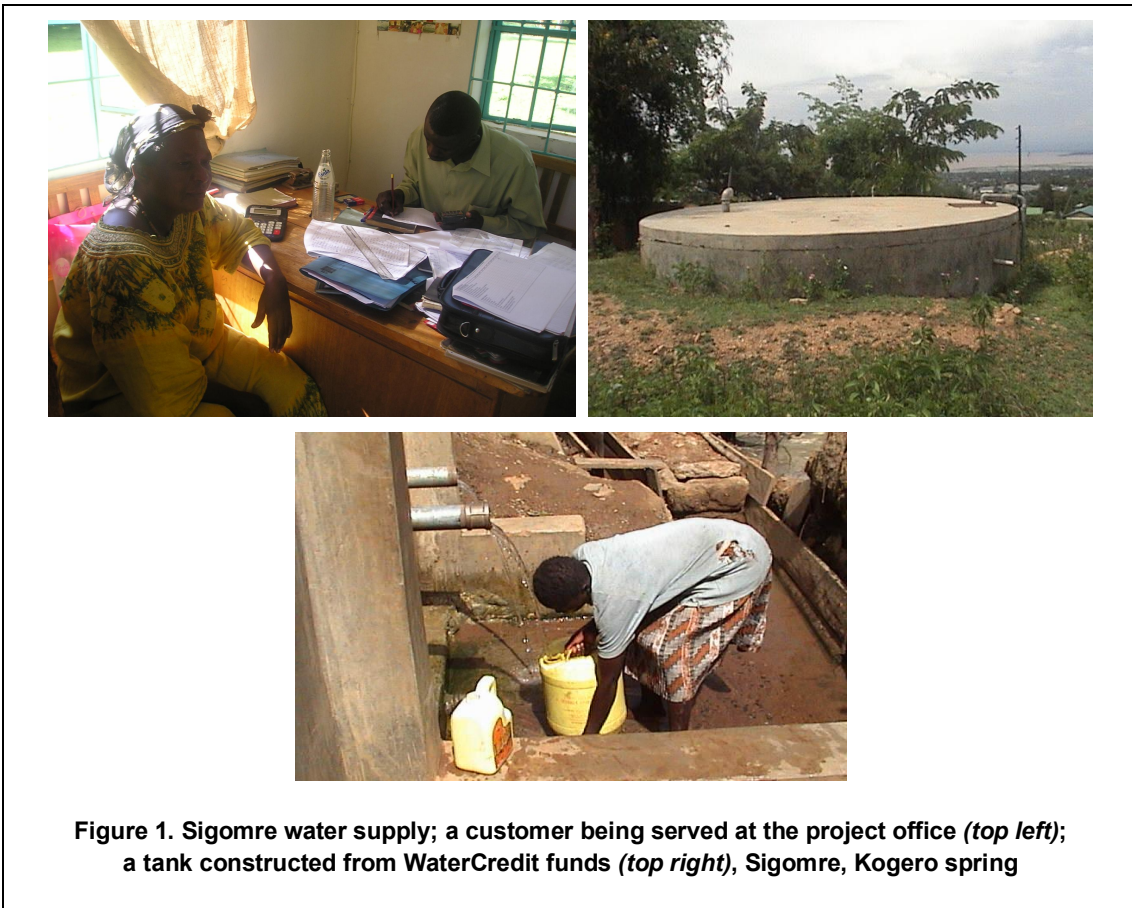 Figure 1. Sigomre water supply; a customer being served at the project office (top left);
a tank constructed from WaterCredit funds (top right), Sigomre, Kogero spring